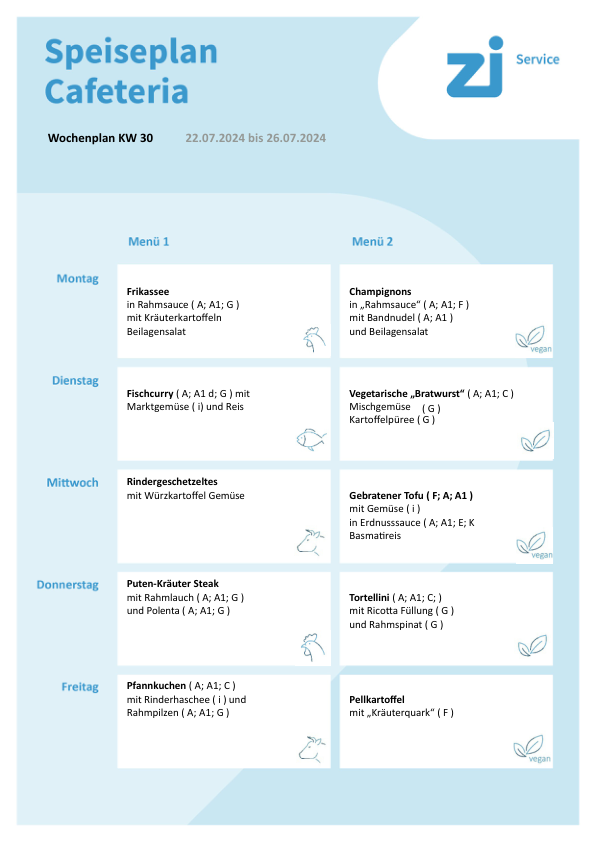 Speiseplan
Cafeteria
zi Service
Wochenplan KW 30 22.07.2024 bis 26.07.2024
Menü 1 Menü 2
Montag
Frikassee
in Rahmsauce ( A; A1; G )
mit Kräuterkartoffeln
Beilagensalat
Champignons
in „Rahmsauce“ ( A; A1; F )
mit Bandnudel ( A; A1 )
und Beilagensalat
vegan
Dienstag
Fischcurry ( A; A1 d; G ) mit
Marktgemüse ( i) und Reis
Vegetarische „Bratwurst“ ( A; A1; C )
Mischgemüse ( G )
Kartoffelpüree ( G )
Mittwoch
Rindergeschetzeltes
mit Würzkartoffel Gemüse
Gebratener Tofu ( F; A; A1 )
mit Gemüse ( i )
in Erdnusssauce ( A; A1; E; K
Basmatireis
vegan
Donnerstag
Puten-Kräuter Steak
mit Rahmlauch ( A; A1; G )
und Polenta ( A; A1; G )
Tortellini ( A; A1; C; )
mit Ricotta Füllung ( G )
und Rahmspinat ( G )
Freitag
Pfannkuchen ( A; A1; C )
mit Rinderhaschee ( i ) und
Rahmpilzen ( A; A1; G )
Pellkartoffel
mit „Kräuterquark“ ( F )
vegan